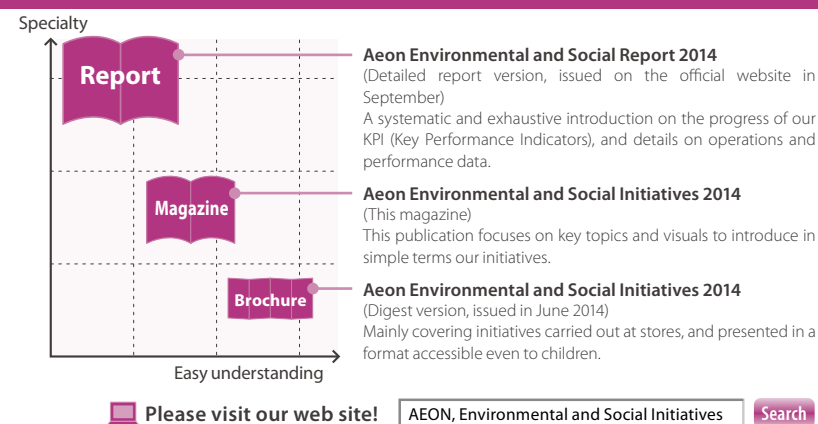 Specialty
Report
Aeon Environmental and Social Report 2014
(Detailed report version, issued on the official website in
September)
A systematic and exhaustive introduction on the progress of our
KPI (Key Performance Indicators), and details on operations and
performance data.
Magazine
Aeon Environmental and Social Initiatives 2014
(This magazine)
This publication focuses on key topics and visuals to introduce in
simple terms our initiatives.
Brochure
Aeon Environmental and Social Initiatives 2014
(Digest version, issued in June 2014)
Mainly covering initiatives carried out at stores, and presented in a
format accessible even to children.
Easy understanding
Please visit our web site!
AEON, Environmental and Social Initiatives
Search